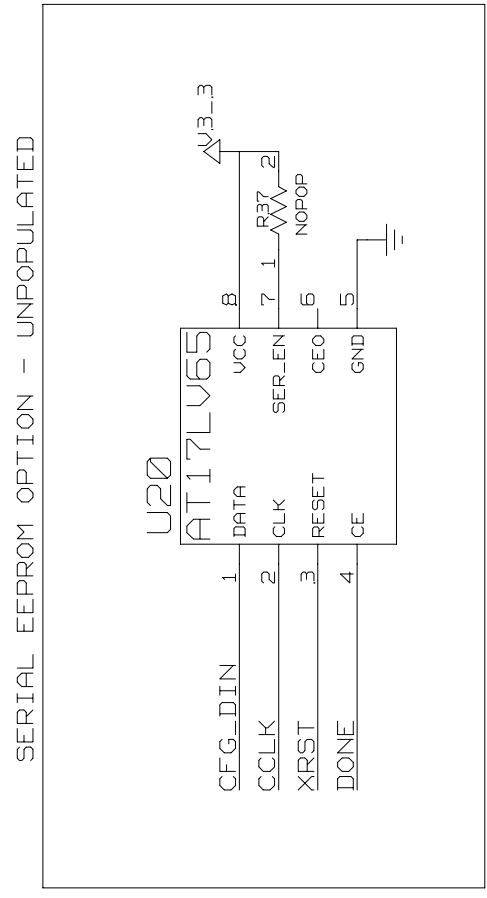 SERIAL EEPROM OPTION - UNPOPULATED
U20
AT17LV65
V3_3
CFG_DIN 1 DATA VCC 8
CCLK 2 CLK SER_EN 7 1 R37 2
NOPOP
XRST 3 RESET CEO 6
DONE 4 CE GND 5